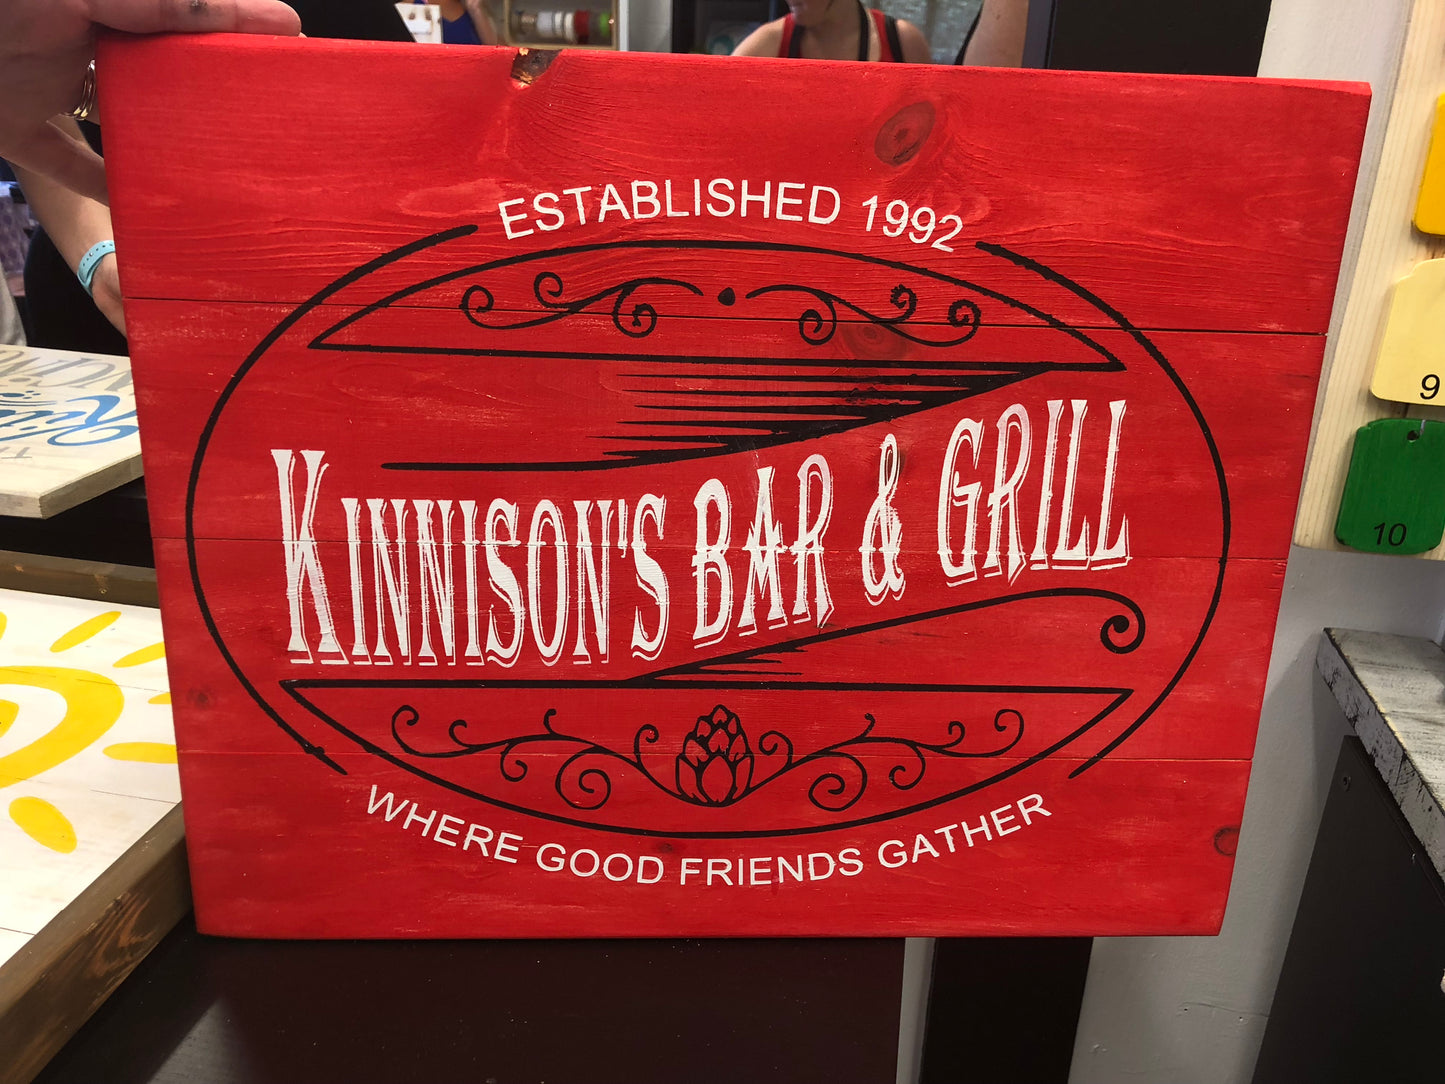 ESTABLISHED 1992
KINNISON'S BAR & GRILL
WHERE GOOD FRIENDS GATHER
9
10